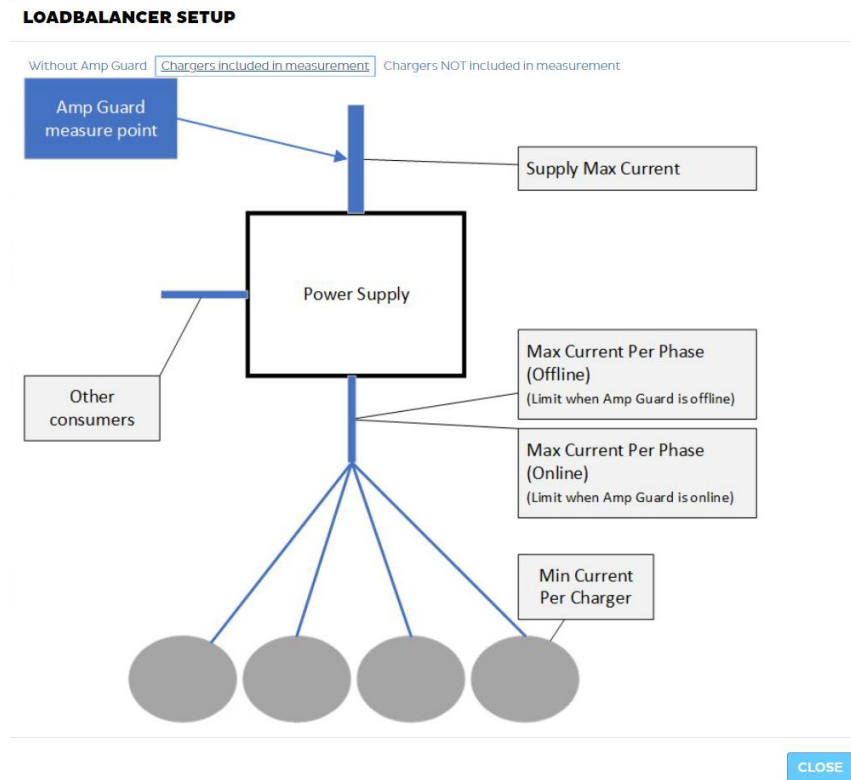 LOADBALANCER SETUP
Without Amp Guard Chargers included in measurement Chargers NOT included in measurement
Amp Guard
measure point
Supply Max Current
Power Supply
Max Current Per Phase
(Offline)
(Limit when Amp Guard is offline)
Other
consumers
Max Current Per Phase
(Online)
(Limit when Amp Guard is online)
Min Current
Per Charger
CLOSE